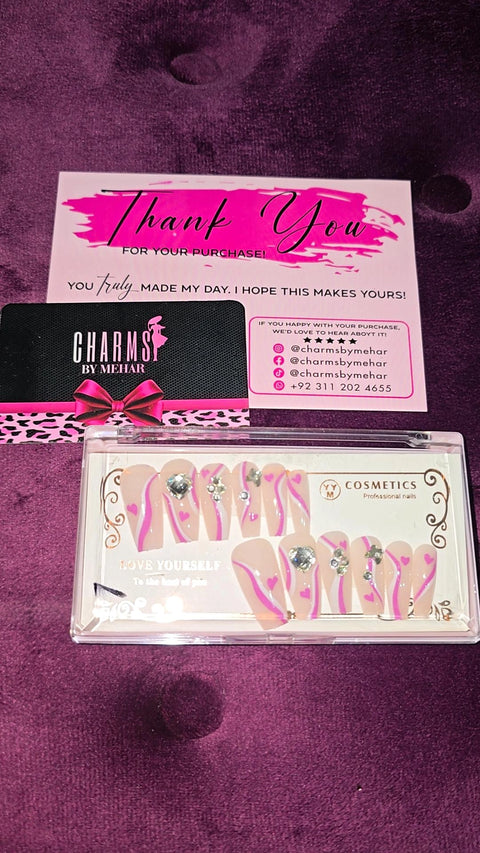 Thank You
FOR YOUR PURCHASE!
YOU truly MADE MY DAY. I HOPE THIS MAKES YOURS!
IF YOU HAPPY WITH YOUR PURCHASE,
WE'D LOVE TO HEAR ABOYT IT!
@charmsbymehar
@charmsbymehar
@charmsbymehar
+92 311 202 4655
CHARMS
BY MEHAR
YY
M
COSMETICS
Professional nails
LOVE YOURSELF
To the best of you